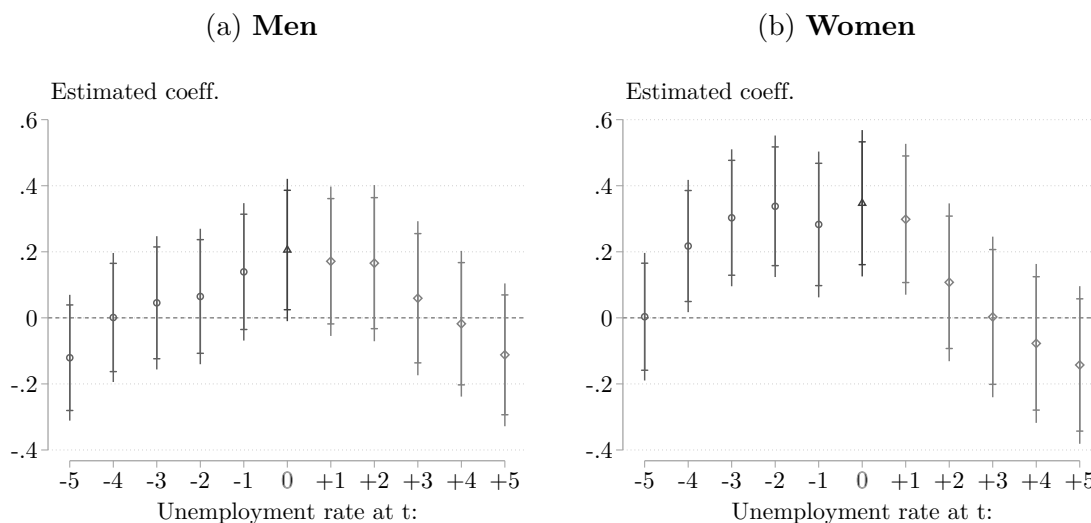 (a) Men
Estimated coeff.
.6
.4
.2
0
-.2
-.4
-5 -4 -3 -2 -1 0 +1 +2 +3 +4 +5
Unemployment rate at t:
(b) Women
Estimated coeff.
.6
.4
.2
0
-.2
-.4
-5 -4 -3 -2 -1 0 +1 +2 +3 +4 +5
Unemployment rate at t: